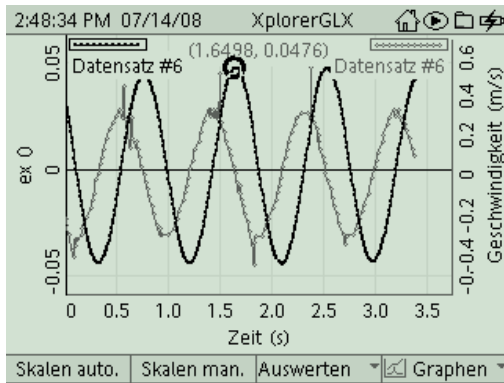 2:48:34 PM 07/14/08 XplorerGLX
(1.6498, 0.0476)
Datensatz #6 Datensatz #6
0.05
0
-0.05
ex 0
0.6
0.4
0.2
0
-0.2
-0.4
Geschwindigkeit (m/s)
0 0.5 1.0 1.5 2.0 2.5 3.0 3.5
Zeit (s)
Skalen auto. Skalen man. Auswerten Graphen